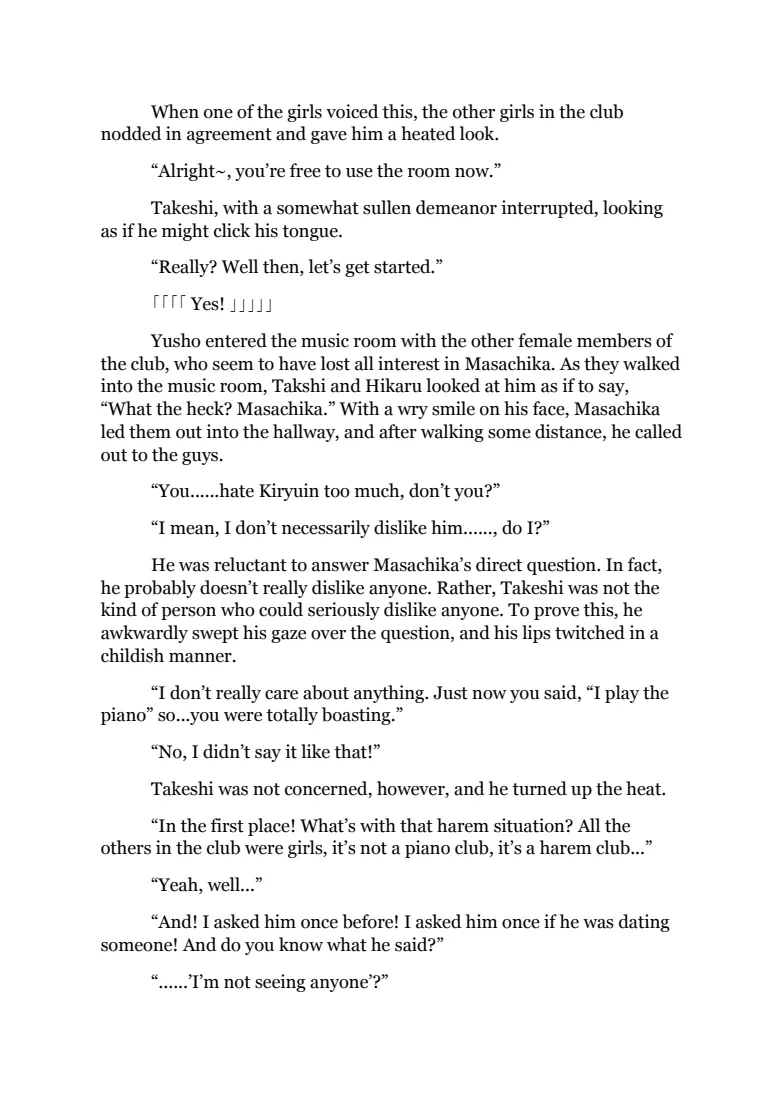 When one of the girls voiced this, the other girls in the club
nodded in agreement and gave him a heated look.
“Alright~, you’re free to use the room now.”
Takeshi, with a somewhat sullen demeanor interrupted, looking
as if he might click his tongue.
“Really? Well then, let’s get started.”
「「「「 Yes! 」」」」」
Yusho entered the music room with the other female members of
the club, who seem to have lost all interest in Masachika. As they walked
into the music room, Takshi and Hikaru looked at him as if to say,
“What the heck? Masachika.” With a wry smile on his face, Masachika
led them out into the hallway, and after walking some distance, he called
out to the guys.
“You......hate Kiryuin too much, don’t you?”
“I mean, I don’t necessarily dislike him......, do I?”
He was reluctant to answer Masachika’s direct question. In fact,
he probably doesn’t really dislike anyone. Rather, Takeshi was not the
kind of person who could seriously dislike anyone. To prove this, he
awkwardly swept his gaze over the question, and his lips twitched in a
childish manner.
“I don’t really care about anything. Just now you said, “I play the
piano” so...you were totally boasting.”
“No, I didn’t say it like that!”
Takeshi was not concerned, however, and he turned up the heat.
“In the first place! What’s with that harem situation? All the
others in the club were girls, it’s not a piano club, it’s a harem club...”
“Yeah, well...”
“And! I asked him once before! I asked him once if he was dating
someone! And do you know what he said?”
“......’I’m not seeing anyone’?”